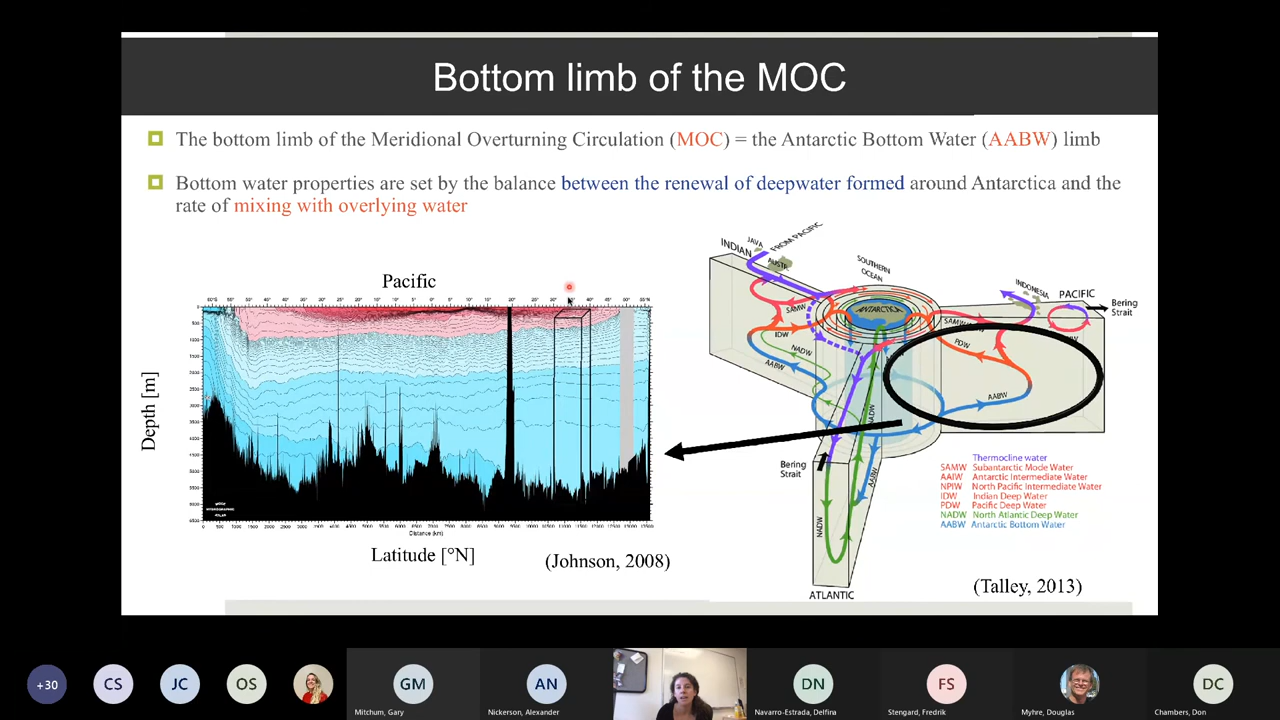 Bottom limb of the MOC
The bottom limb of the Meridional Overturning Circulation (MOC) = the Antarctic Bottom Water (AABW) limb
Bottom water properties are set by the balance between the renewal of deepwater formed around Antarctica and the
rate of mixing with overlying water
Pacific
Depth [m]
Distance (km)
Latitude [°N]
(Johnson, 2008)
INDIAN
JAVA
FROM PACIFIC
AUSTR.
SOUTHERN
OCEAN
ANTARCTICA
INDONESIA
PACIFIC
Bering
Strait
SAMW
IDW
NADW
AABW
PDW
AABW
NADW
AABW
NADW
Bering
Strait
ATLANTIC
Thermocline water
SAMW Subantarctic Mode Water
AAIW Antarctic Intermediate Water
NPIW North Pacific Intermediate Water
IDW Indian Deep Water
PDW Pacific Deep Water
NADW North Atlantic Deep Water
AABW Antarctic Bottom Water
(Talley, 2013)
+30
CS
JC
OS
GM
Mitchum, Gary
AN
Nickerson, Alexander
DN
Navarro-Estrada, Delfina
FS
Stengard, Fredrik
Myhre, Douglas
DC
Chambers, Don